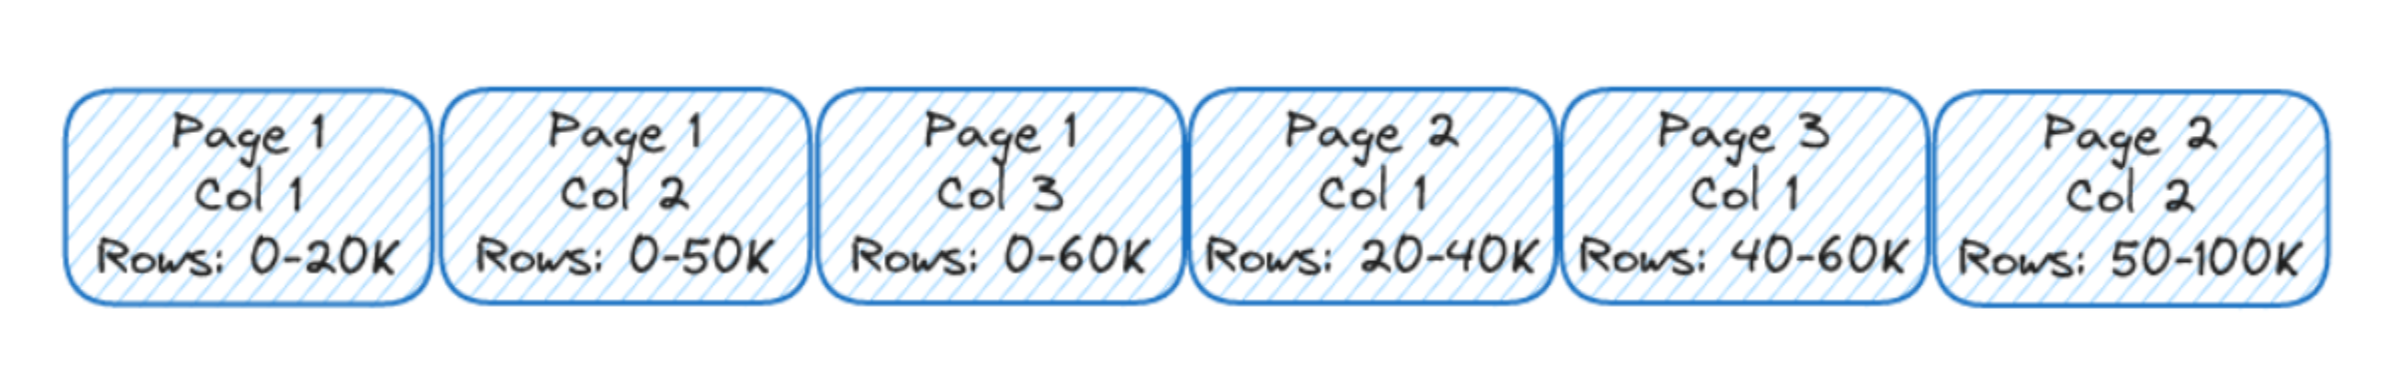 Page 1
Col 1
Rows: 0-20K
Page 1
Col 2
Rows: 0-50K
Page 1
Col 3
Rows: 0-60K
Page 2
Col 1
Rows: 20-40K
Page 3
Col 1
Rows: 40-60K
Page 2
Col 2
Rows: 50-100K